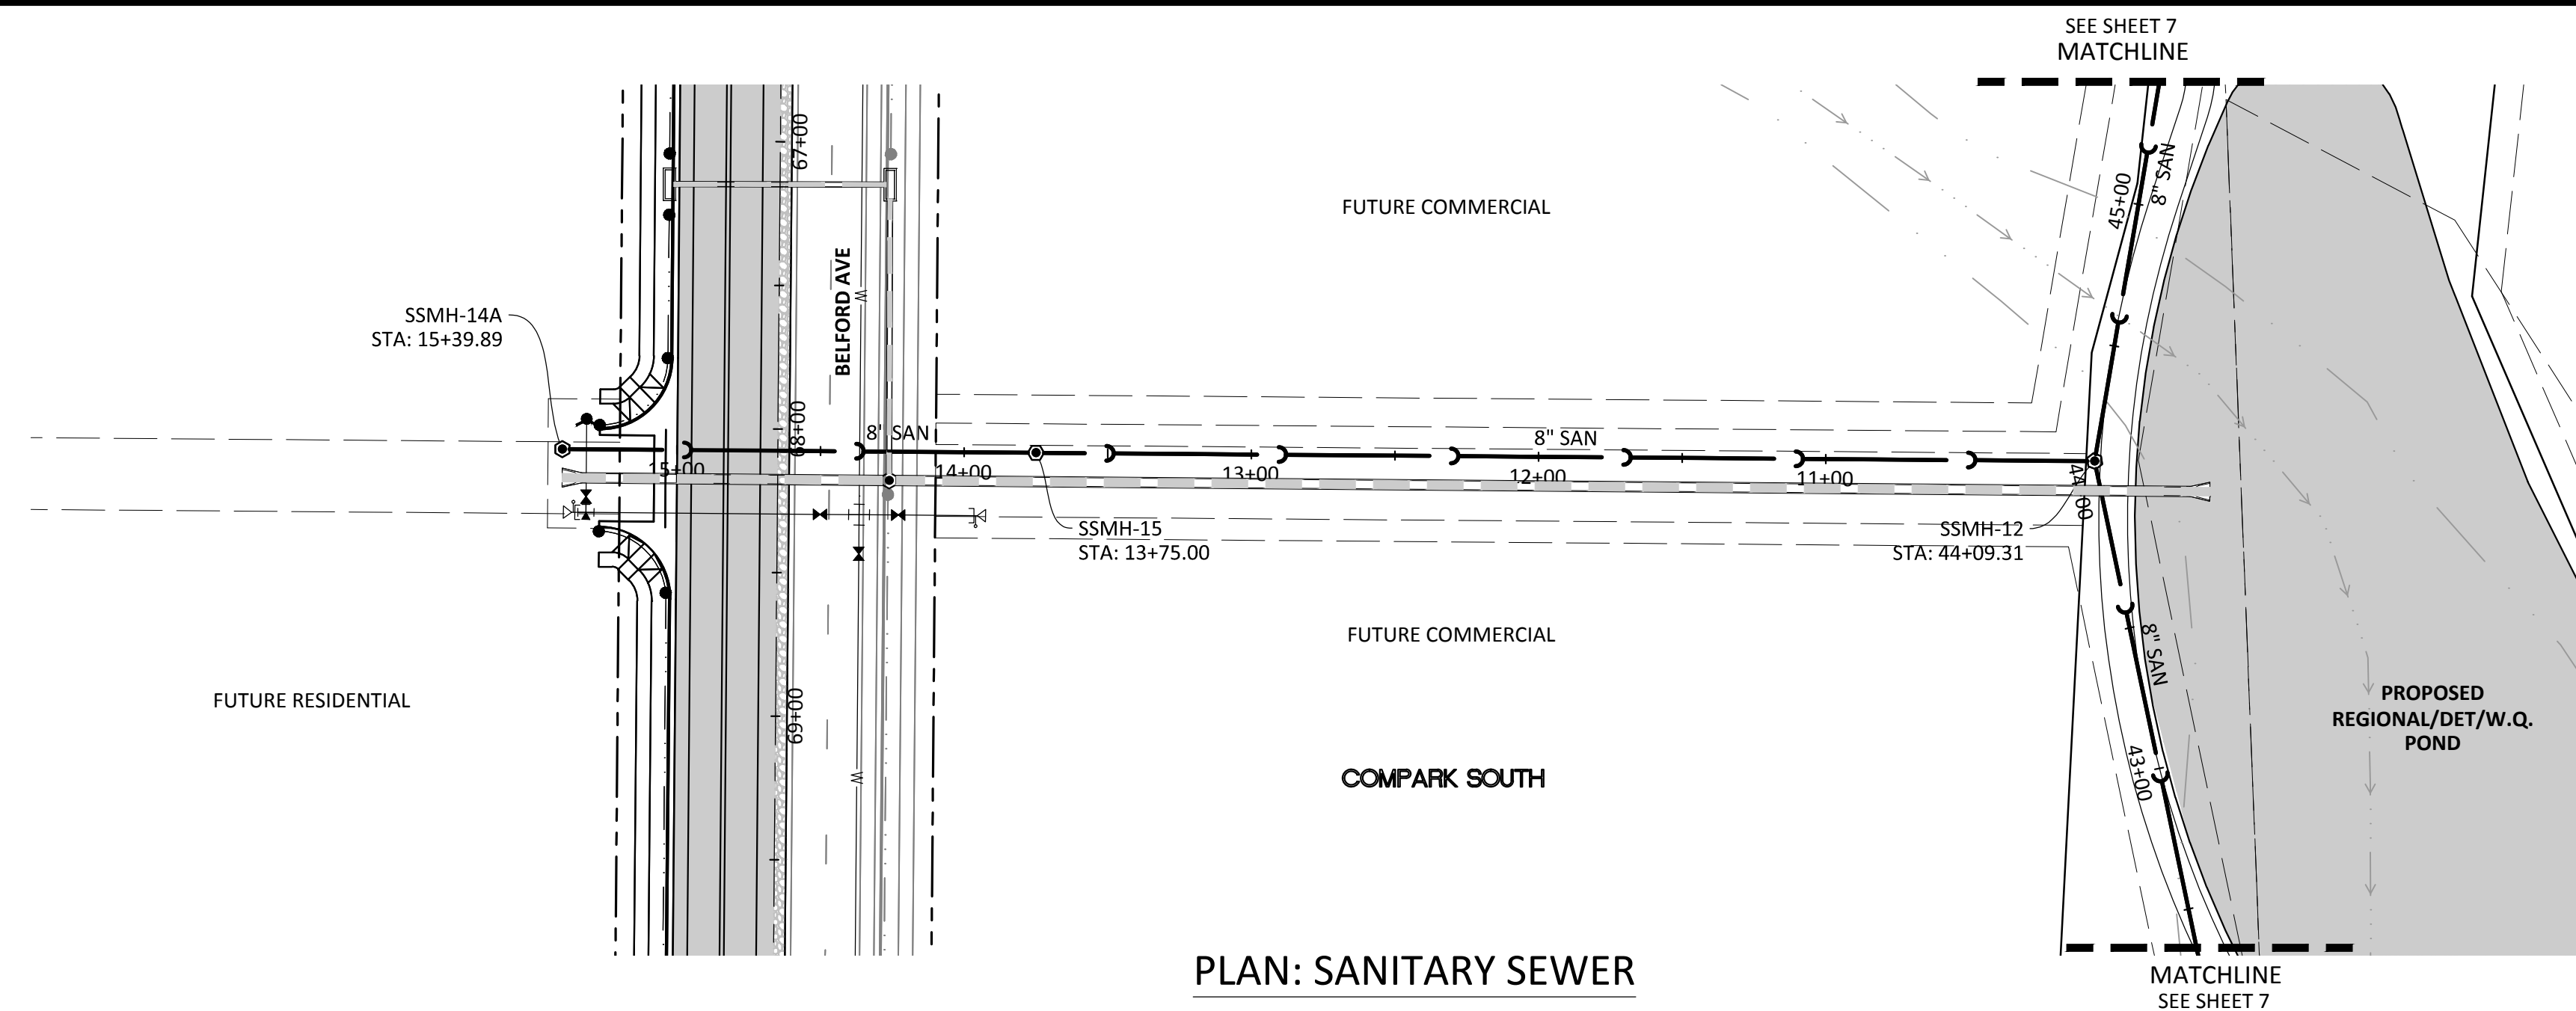 SEE SHEET 7
MATCHLINE
67+00
8" SAN
45+00
FUTURE COMMERCIAL
BELFORD AVE
W
SSMH-14A
STA: 15+39.89
68+00
8" SAN
8" SAN
15+00
14+00
13+00
12+00
11+00
44+00
SSMH-15
STA: 13+75.00
SSMH-12
STA: 44+09.31
FUTURE COMMERCIAL
8" SAN
FUTURE RESIDENTIAL
69+00
PROPOSED
REGIONAL/DET/W.Q.
POND
W
COMPARK SOUTH
43+00
PLAN: SANITARY SEWER
MATCHLINE
SEE SHEET 7